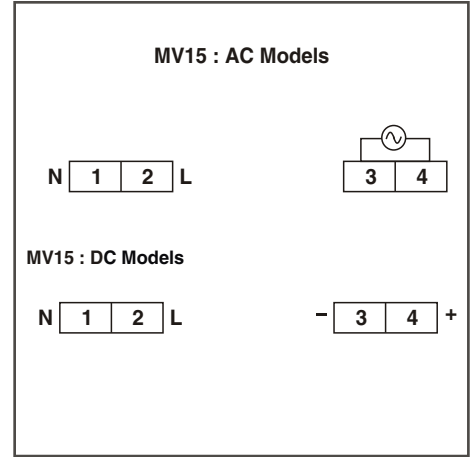 MV15 : AC Models
N 1 2 L 3 4
MV15 : DC Models
N 1 2 L – 3 4 +